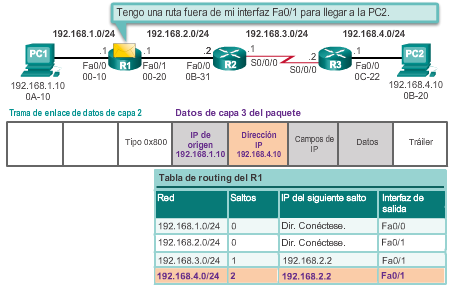 Tengo una ruta fuera de mi interfaz Fa0/1 para llegar a la PC2.
192.168.1.0/24 192.168.2.0/24 192.168.3.0/24 192.168.4.0/24
PC1 .1 R1 .1 .2 R2 .2 .1 R3 .1 PC2
Fa0/0 Fa0/1 Fa0/0 S0/0/0 S0/0/0 Fa0/0
192.168.1.10 00-10 00-20 0B-31 0C-22 192.168.4.10
0A-10 0B-20
Trama de enlace de datos de capa 2 Datos de capa 3 del paquete
Tipo 0x800
IP de origen 192.168.1.10
Dirección IP 192.168.4.10
Campos de IP
Datos
Tráiler
Tabla de routing del R1
Red Saltos IP del siguiente salto Interfaz de salida
192.168.1.0/24 0 Dir. Conéctese. Fa0/0
192.168.2.0/24 0 Dir. Conéctese. Fa0/1
192.168.3.0/24 1 192.168.2.2 Fa0/1
192.168.4.0/24 2 192.168.2.2 Fa0/1